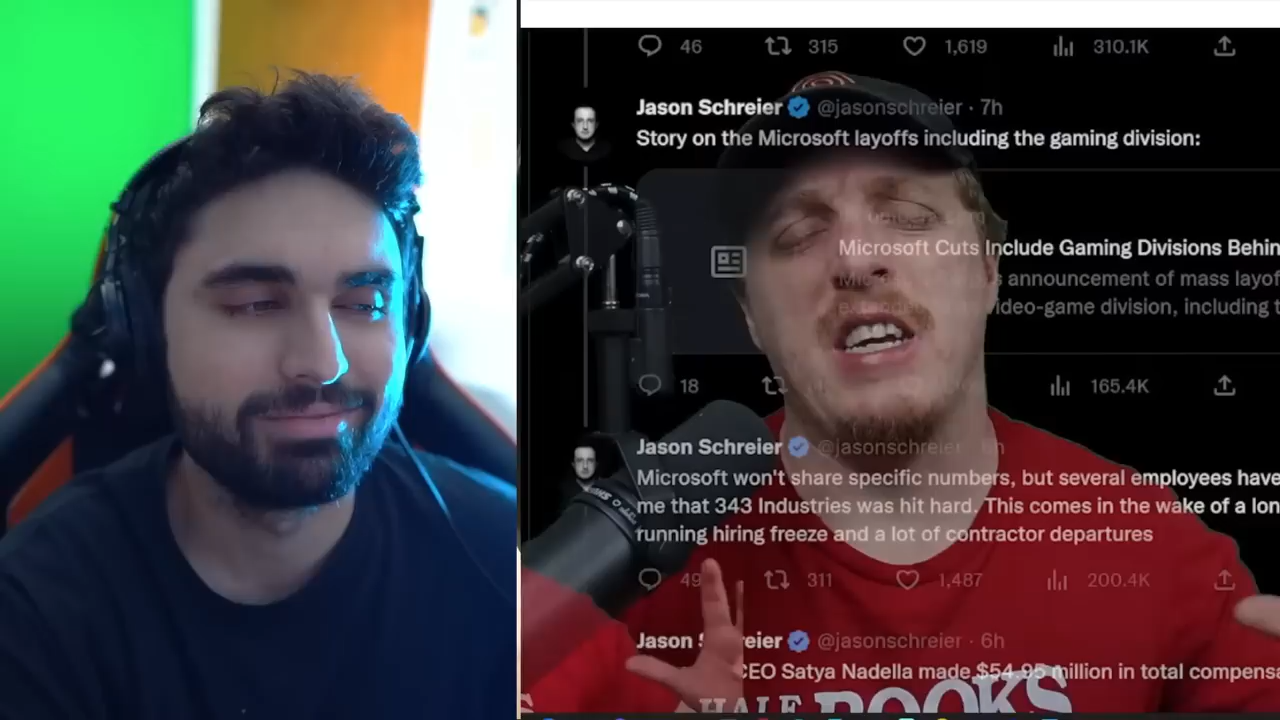 46 315 1,619 310.1K
Jason Schreier @jasonschreier · 7h
Story on the Microsoft layoffs including the gaming division:
Microsoft Cuts Include Gaming Divisions Behin
s announcement of mass layof
ideo-game division, including t
18 165.4K
Jason Schreier @jasonschreier · 6h
Microsoft won't share specific numbers, but several employees have
me that 343 Industries was hit hard. This comes in the wake of a lon
running hiring freeze and a lot of contractor departures
49 311 1,487 200.4K
Jason Schreier @jasonschreier · 6h
CEO Satya Nadella made $54.95 million in total compensa
HALF ROOKS